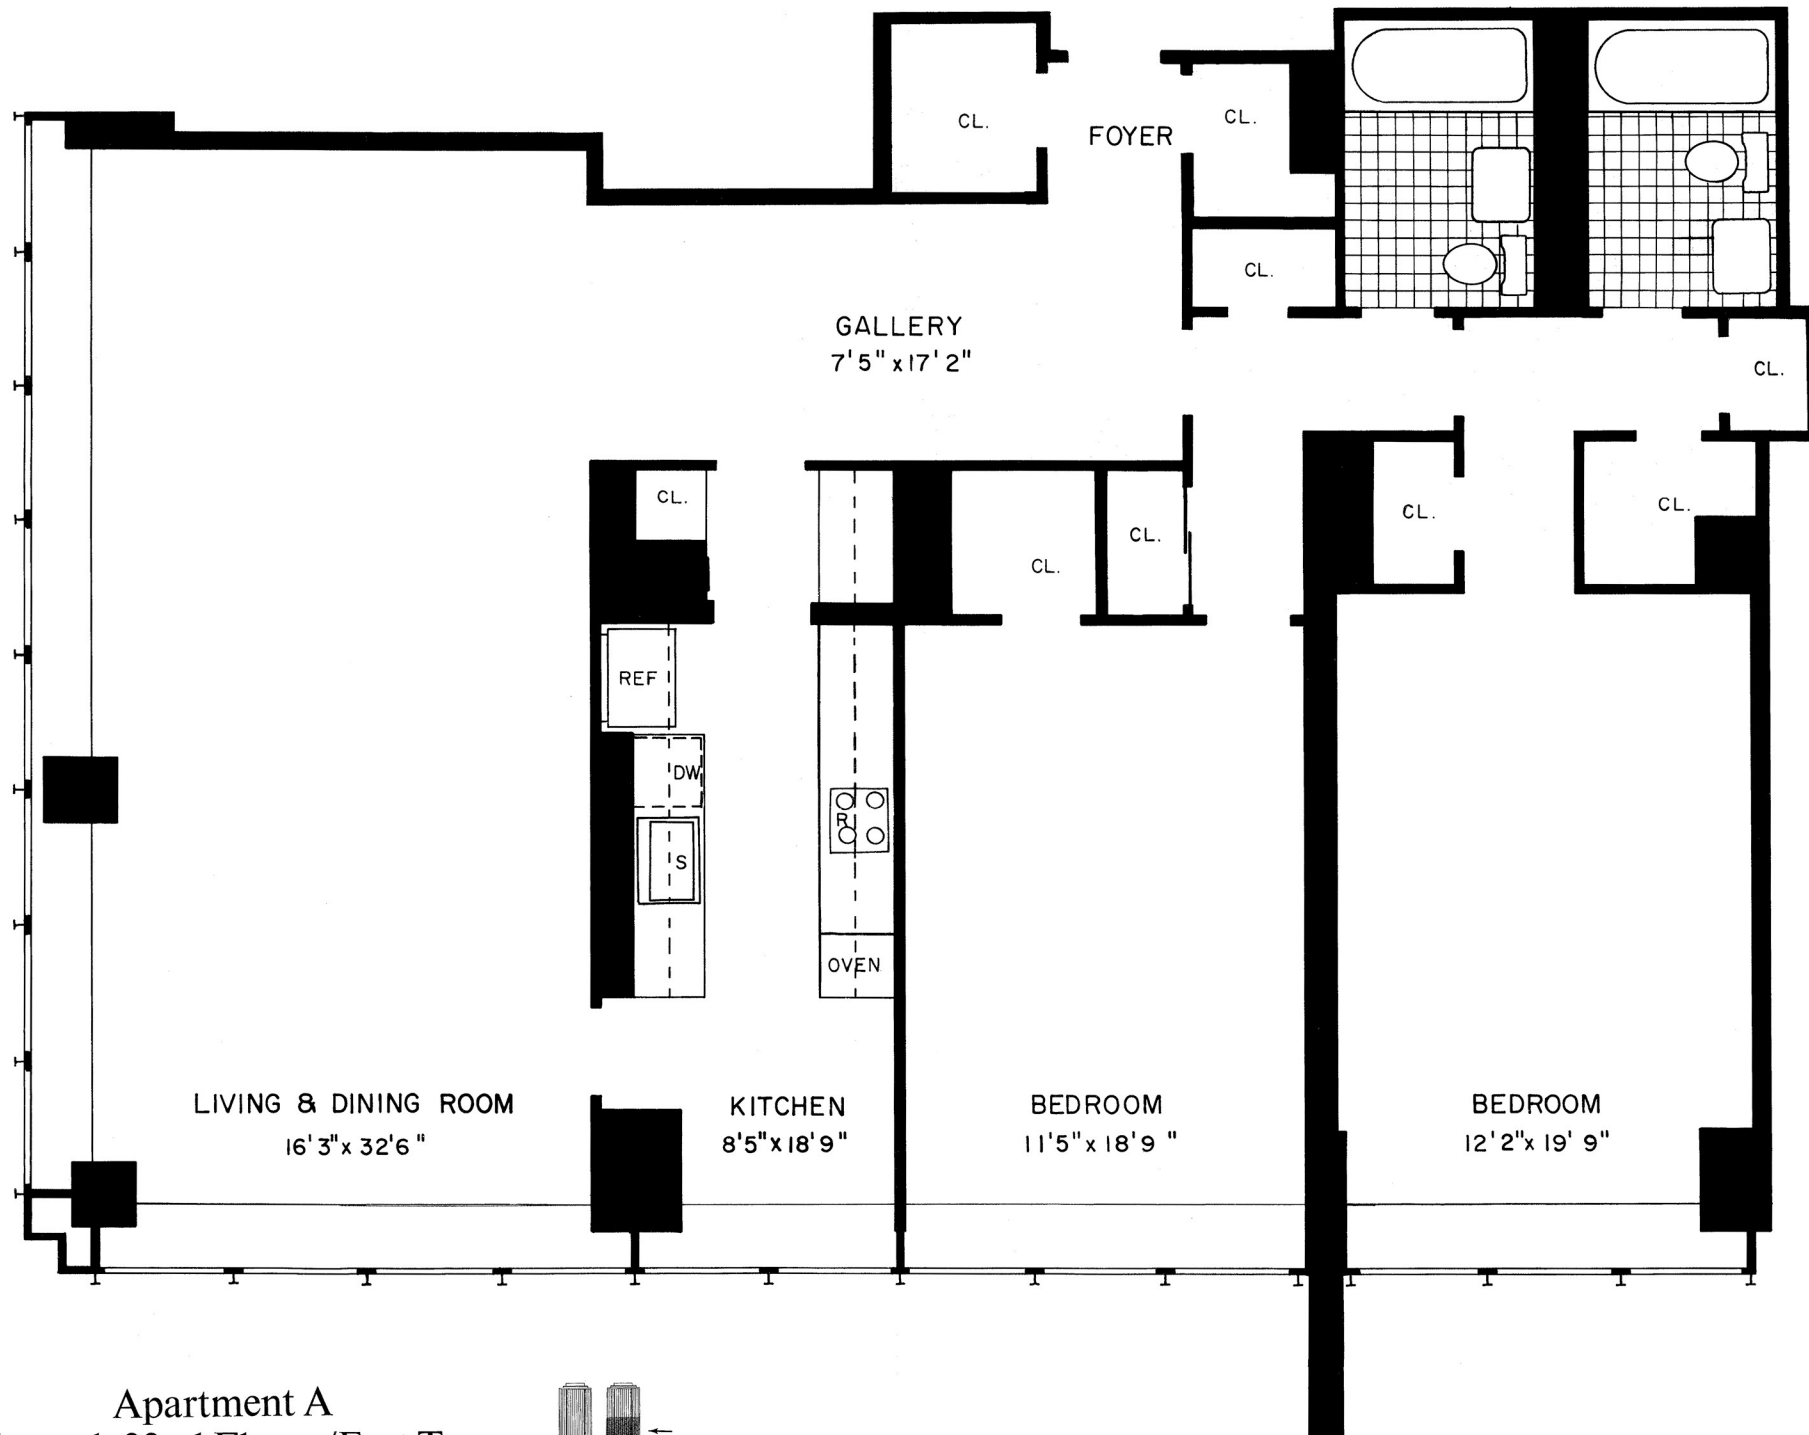 CL.
FOYER
CL.
CL.
GALLERY
7'5" x 17'2"
CL.
CL.
CL.
CL.
CL.
CL.
REF
DW
R
S
OVEN
LIVING & DINING ROOM
16'3" x 32'6"
KITCHEN
8'5" x 18'9"
BEDROOM
11'5" x 18'9"
BEDROOM
12'2" x 19'9"
Apartment A